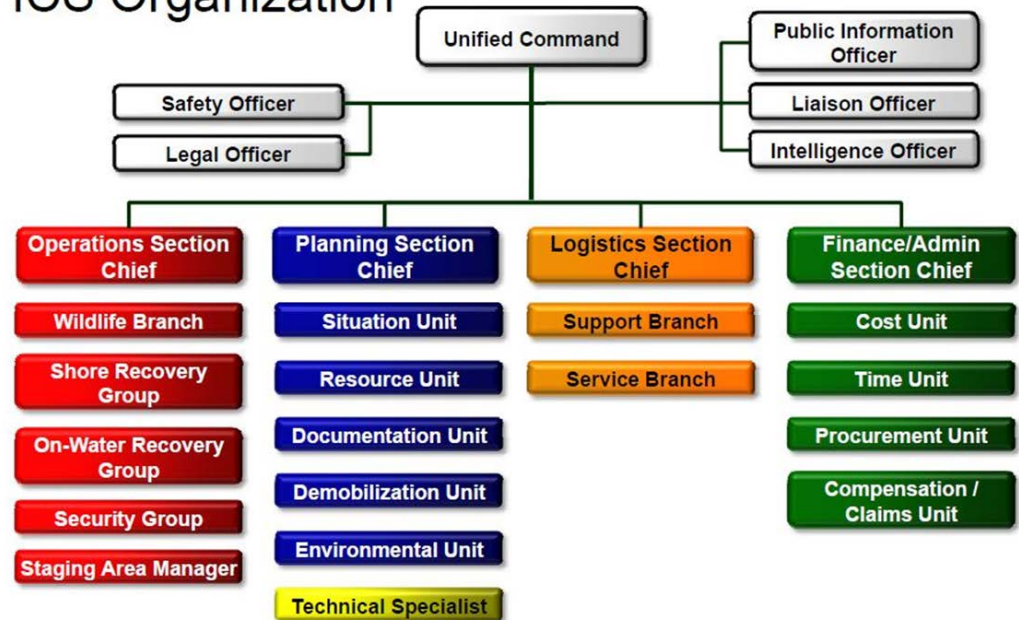 ICS Organization
Unified Command
Public Information
Officer
Safety Officer
Liaison Officer
Legal Officer
Intelligence Officer
Operations Section
Chief
Wildlife Branch
Shore Recovery
Group
On-Water Recovery
Group
Security Group
Staging Area Manager
Planning Section
Chief
Situation Unit
Resource Unit
Documentation Unit
Demobilization Unit
Environmental Unit
Technical Specialist
Logistics Section
Chief
Support Branch
Service Branch
Finance/Admin
Section Chief
Cost Unit
Time Unit
Procurement Unit
Compensation /
Claims Unit